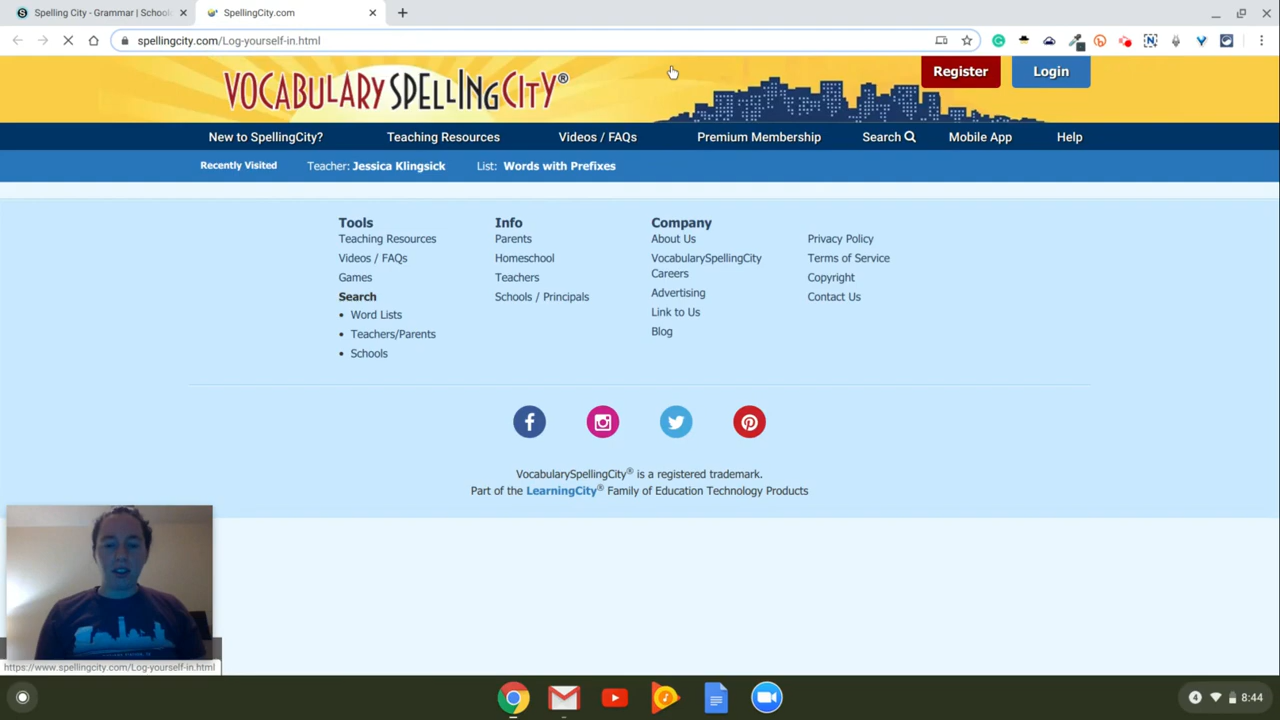 Spelling City - Grammar | School
SpellingCity.com
spellingcity.com/Log-yourself-in.html
VOCABULARY SPELLINGCITY®
Register
Login
New to SpellingCity?
Teaching Resources
Videos / FAQs
Premium Membership
Search
Mobile App
Help
Recently Visited
Teacher: Jessica Klingsick
List: Words with Prefixes
Tools
Teaching Resources
Videos / FAQs
Games
Search
• Word Lists
• Teachers/Parents
• Schools
Info
Parents
Homeschool
Teachers
Schools / Principals
Company
About Us
VocabularySpellingCity
Careers
Advertising
Link to Us
Blog
Privacy Policy
Terms of Service
Copyright
Contact Us
VocabularySpellingCity® is a registered trademark.
Part of the LearningCity® Family of Education Technology Products
https://www.spellingcity.com/Log-yourself-in.html
4
8:44